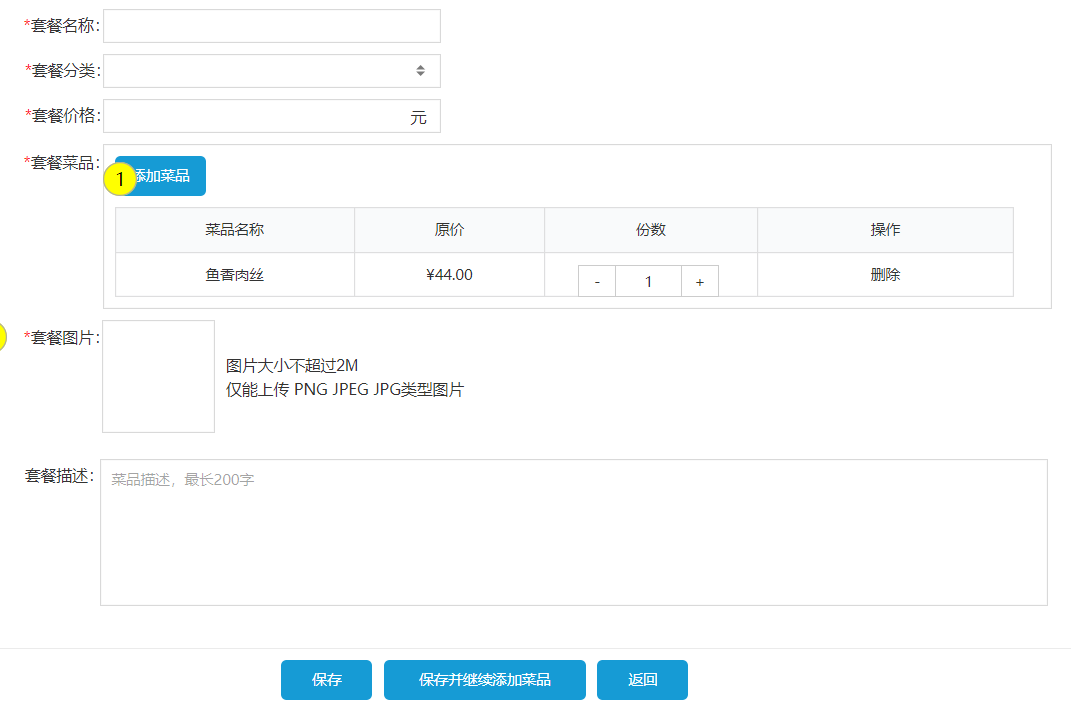 *套餐名称:
*套餐分类:
*套餐价格: 元
*套餐菜品:
1 添加菜品
菜品名称 原价 份数 操作
鱼香肉丝 ¥44.00 - 1 + 删除
*套餐图片:
图片大小不超过2M
仅能上传 PNG JPEG JPG类型图片
套餐描述: 菜品描述，最长200字
保存 保存并继续添加菜品 返回